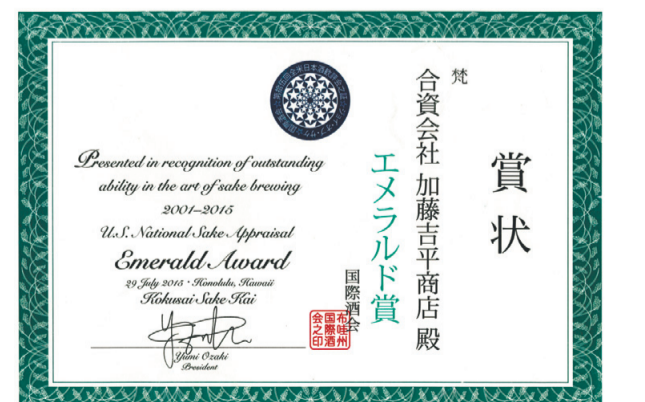 賞状
梵
合資会社 加藤吉平商店 殿
エメラルド賞
国際酒会
布哇州
国際酒
会之印
Presented in recognition of outstanding
ability in the art of sake brewing
2001–2015
U.S. National Sake Appraisal
Emerald Award
29 July 2015 · Honolulu, Hawaii
Kokusai Sake Kai
Yumi Ozaki
President